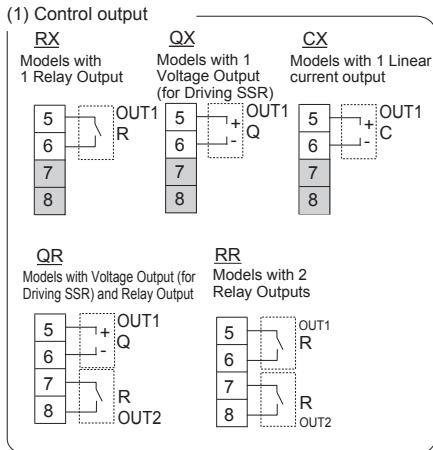 (1) Control output
RX
Models with
1 Relay Output
5
6
7
8
OUT1
R
QX
Models with 1
Voltage Output
(for Driving SSR)
5
6
7
8
+
-
OUT1
Q
CX
Models with 1 Linear
current output
5
6
7
8
+
-
OUT1
C
QR
Models with Voltage Output (for
Driving SSR) and Relay Output
5
6
7
8
+
-
OUT1
Q
R
OUT2
RR
Models with 2
Relay Outputs
5
6
7
8
OUT1
R
R
OUT2